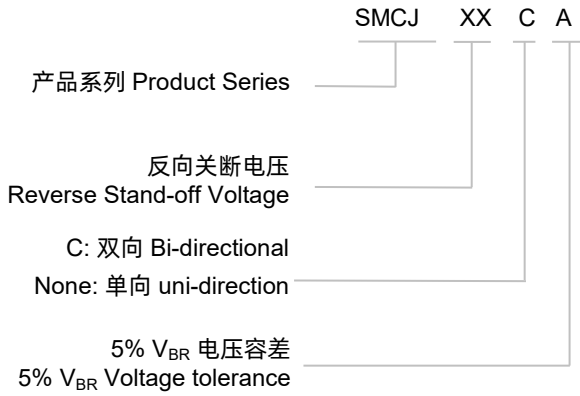 SMCJ XX C A
产品系列 Product Series
反向关断电压
Reverse Stand-off Voltage
C: 双向 Bi-directional
None: 单向 uni-direction
5% VBR 电压容差
5% VBR Voltage tolerance